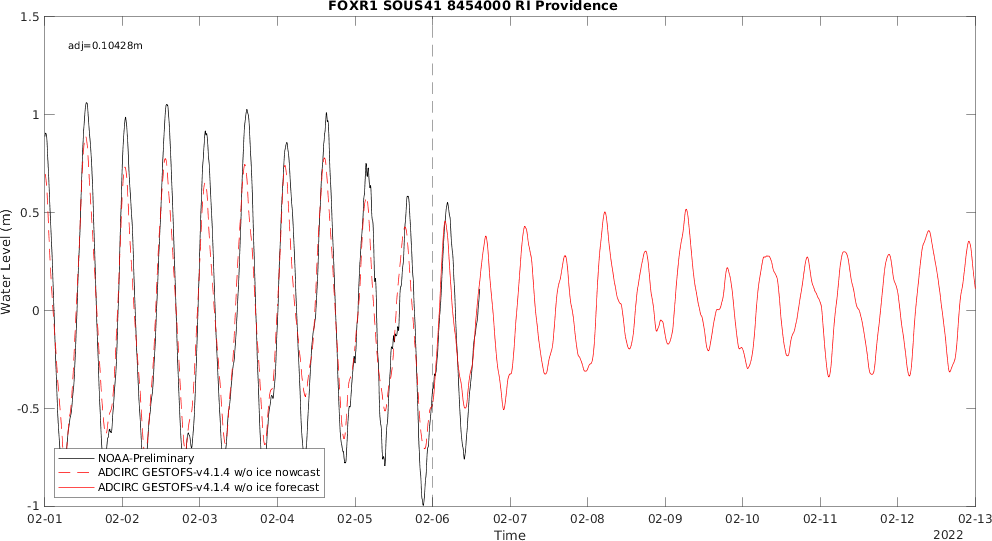 FOXR1 SOUS41 8454000 RI Providence
1.5
adj=0.10428m
1
0.5
Water Level (m)
0
-0.5
NOAA-Preliminary
ADCIRC GESTOFS-v4.1.4 w/o ice nowcast
ADCIRC GESTOFS-v4.1.4 w/o ice forecast
-1
02-01 02-02 02-03 02-04 02-05 02-06 02-07 02-08 02-09 02-10 02-11 02-12 02-13
Time
2022